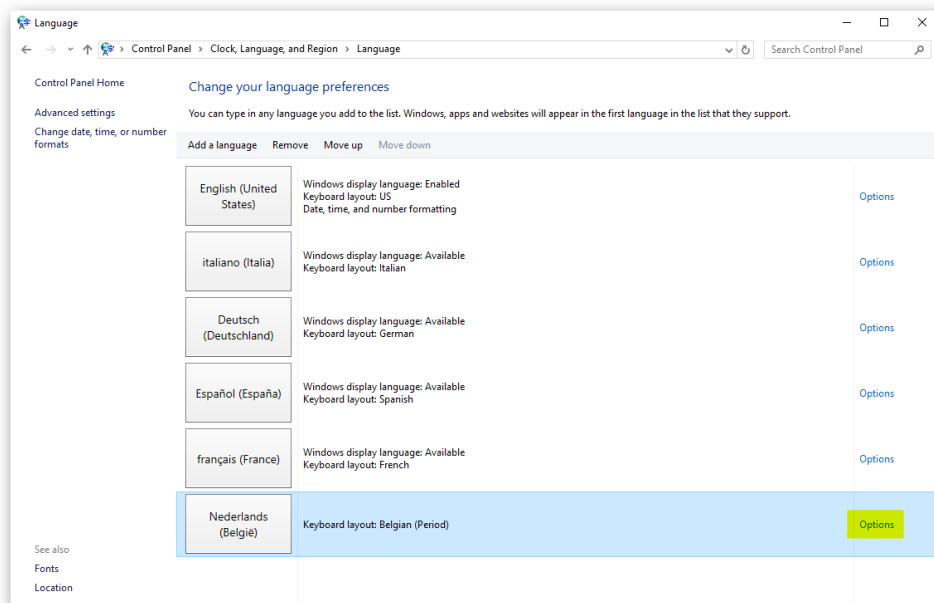 Language
Control Panel › Clock, Language, and Region › Language
Search Control Panel
Control Panel Home
Advanced settings
Change date, time, or number
formats
See also
Fonts
Location
Change your language preferences
You can type in any language you add to the list. Windows, apps and websites will appear in the first language in the list that they support.
Add a language Remove Move up Move down
English (United
States)
Windows display language: Enabled
Keyboard layout: US
Date, time, and number formatting
Options
italiano (Italia)
Windows display language: Available
Keyboard layout: Italian
Options
Deutsch
(Deutschland)
Windows display language: Available
Keyboard layout: German
Options
Español (España)
Windows display language: Available
Keyboard layout: Spanish
Options
français (France)
Windows display language: Available
Keyboard layout: French
Options
Nederlands
(België)
Keyboard layout: Belgian (Period)
Options